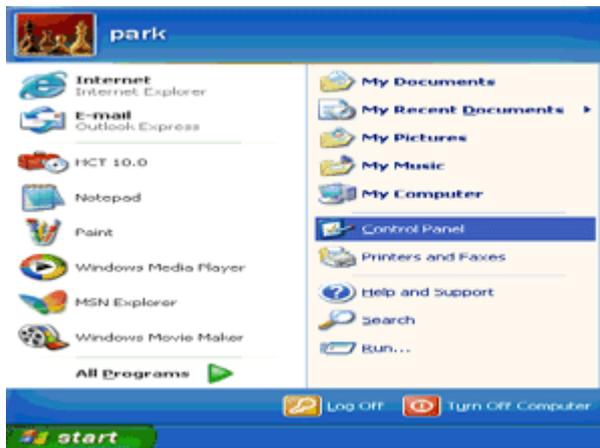 park
Internet
Internet Explorer
E-mail
Outlook Express
HCT 10.0
Notepad
Paint
Windows Media Player
MSN Explorer
Windows Movie Maker
All Programs
My Documents
My Recent Documents
My Pictures
My Music
My Computer
Control Panel
Printers and Faxes
Help and Support
Search
Run...
Log Off
Turn Off Computer
start